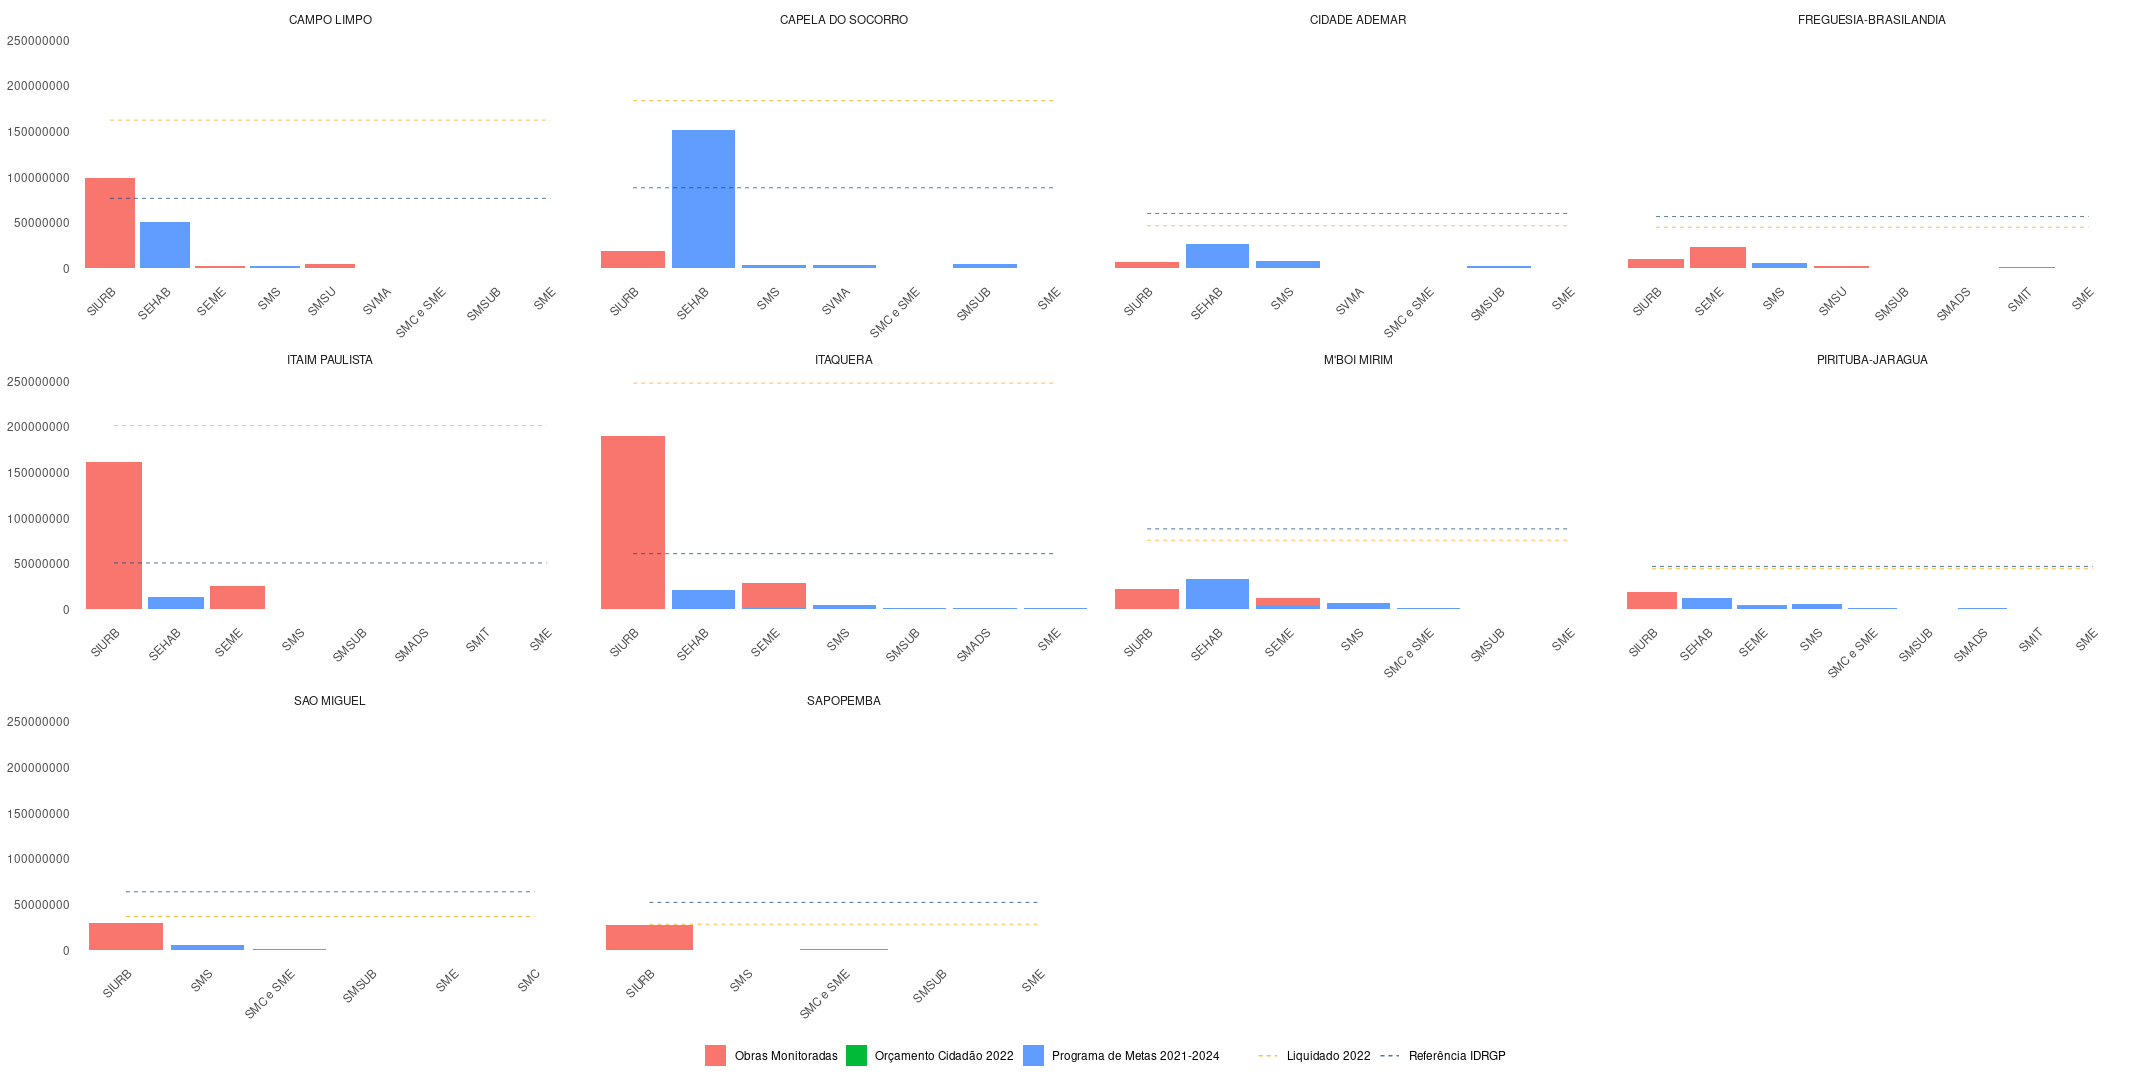 CAMPO LIMPO
CAPELA DO SOCORRO
CIDADE ADEMAR
FREGUESIA-BRASILANDIA
250000000
200000000
150000000
100000000
50000000
0
SIURB SEHAB SEME SMS SMSU SVMA SMC e SME SMSUB SME
SIURB SEHAB SMS SVMA SMC e SME SMSUB SME
SIURB SEHAB SMS SVMA SMC e SME SMSUB SME
SIURB SEME SMS SMSU SMSUB SMADS SMIT SME
ITAIM PAULISTA
ITAQUERA
M'BOI MIRIM
PIRITUBA-JARAGUA
250000000
200000000
150000000
100000000
50000000
0
SIURB SEHAB SEME SMS SMSUB SMADS SMIT SME
SIURB SEHAB SEME SMS SMSUB SMADS SME
SIURB SEHAB SEME SMS SMC e SME SMSUB SME
SIURB SEHAB SEME SMS SMC e SME SMSUB SMADS SMIT SME
SAO MIGUEL
SAPOPEMBA
250000000
200000000
150000000
100000000
50000000
0
SIURB SMS SMC e SME SMSUB SME SMC
SIURB SMS SMC e SME SMSUB SME
Obras Monitoradas Orçamento Cidadão 2022 Programa de Metas 2021-2024 Liquidado 2022 Referência IDRGP